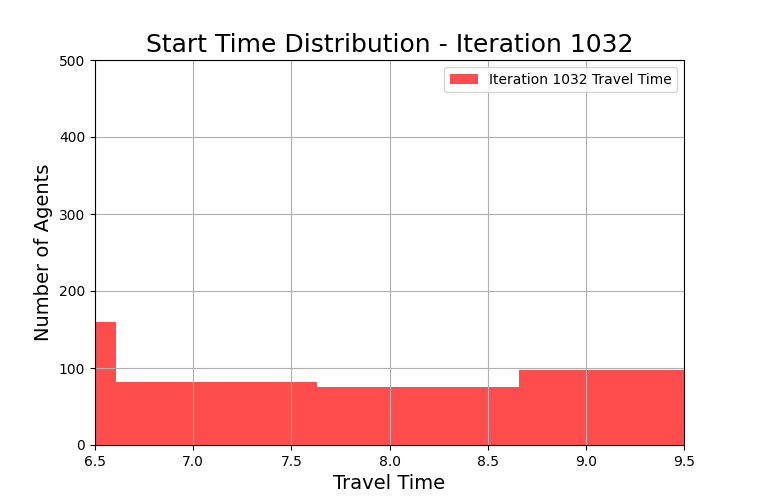 Start Time Distribution - Iteration 1032
Iteration 1032 Travel Time
Number of Agents
500
400
300
200
100
0
6.5 7.0 7.5 8.0 8.5 9.0 9.5
Travel Time